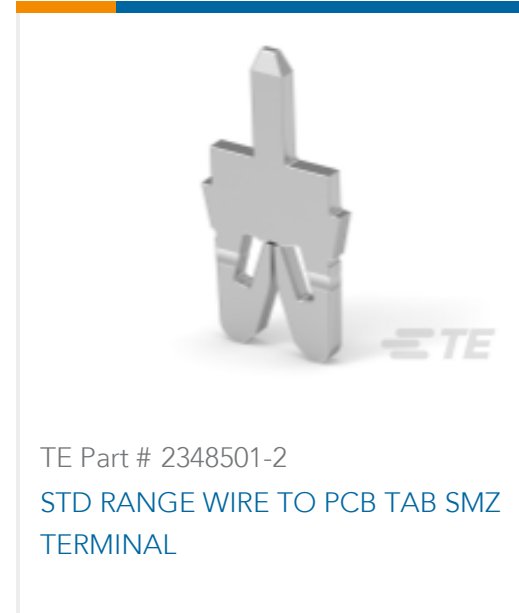 TE
TE Part # 2348501-2
STD RANGE WIRE TO PCB TAB SMZ
TERMINAL